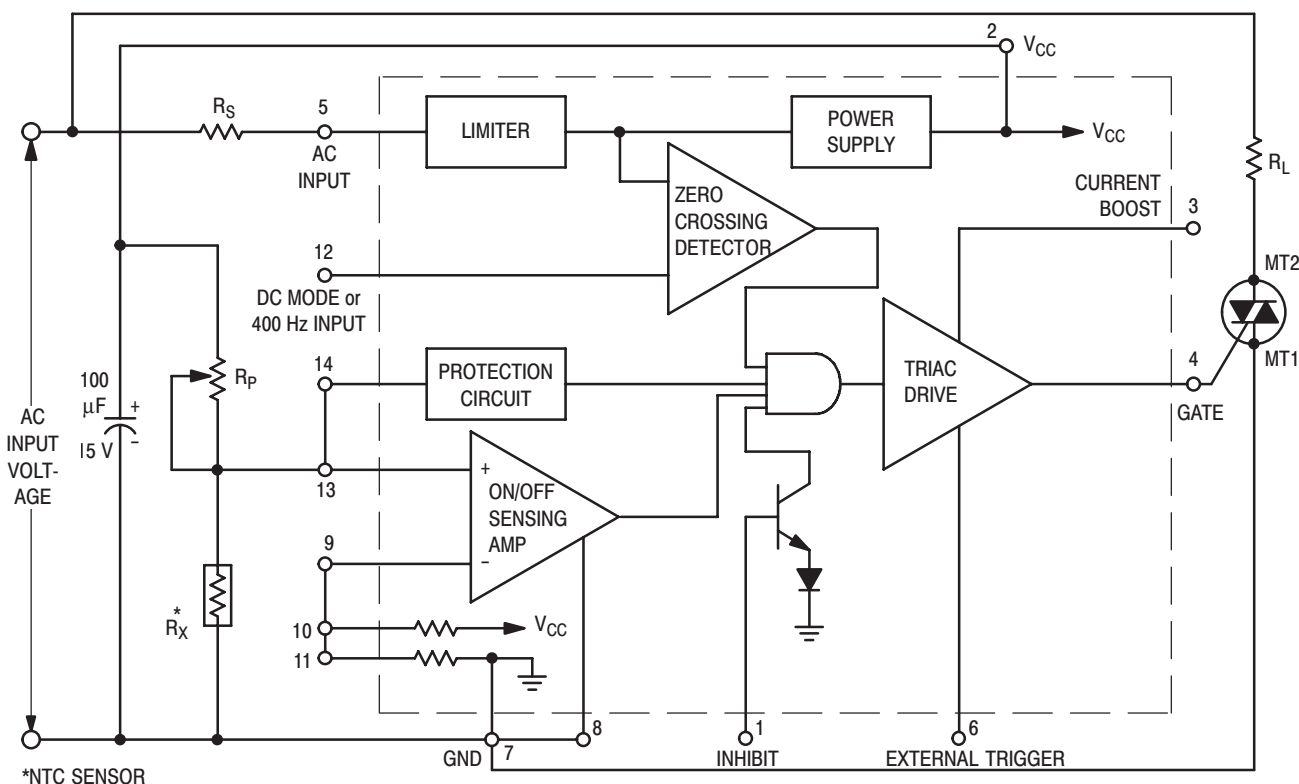 2
VCC
RS
5
AC
INPUT
LIMITER
POWER
SUPPLY
VCC
RL
CURRENT
BOOST
3
ZERO
CROSSING
DETECTOR
12
DC MODE or
400 Hz INPUT
MT2
MT1
14
PROTECTION
CIRCUIT
TRIAC
DRIVE
4
GATE
RP
100
μF
15 V
+
−
AC
INPUT
VOLT-
AGE
13
+
ON/OFF
SENSING
AMP
−
9
*
RX
10
VCC
11
8
GND
7
1
INHIBIT
6
EXTERNAL TRIGGER
*NTC SENSOR